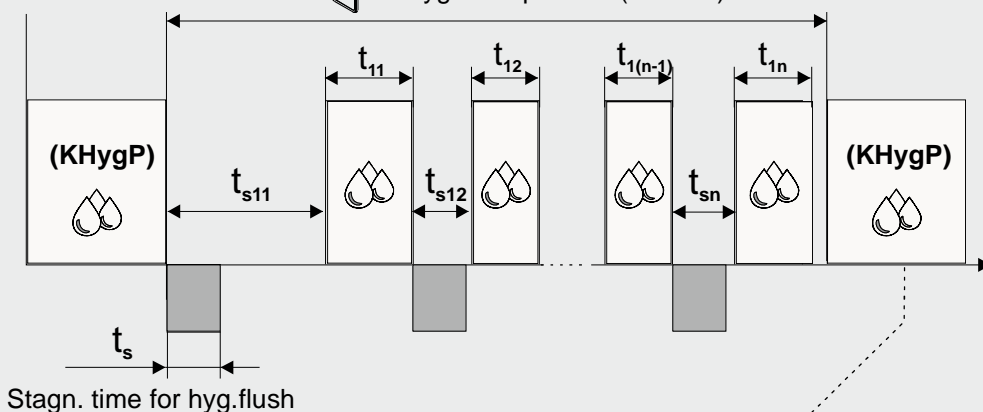 t11 t12 t1(n-1) t1n
(KHygP) (KHygP)
ts11 ts12 tsn
ts
Stagn. time for hyg.flush